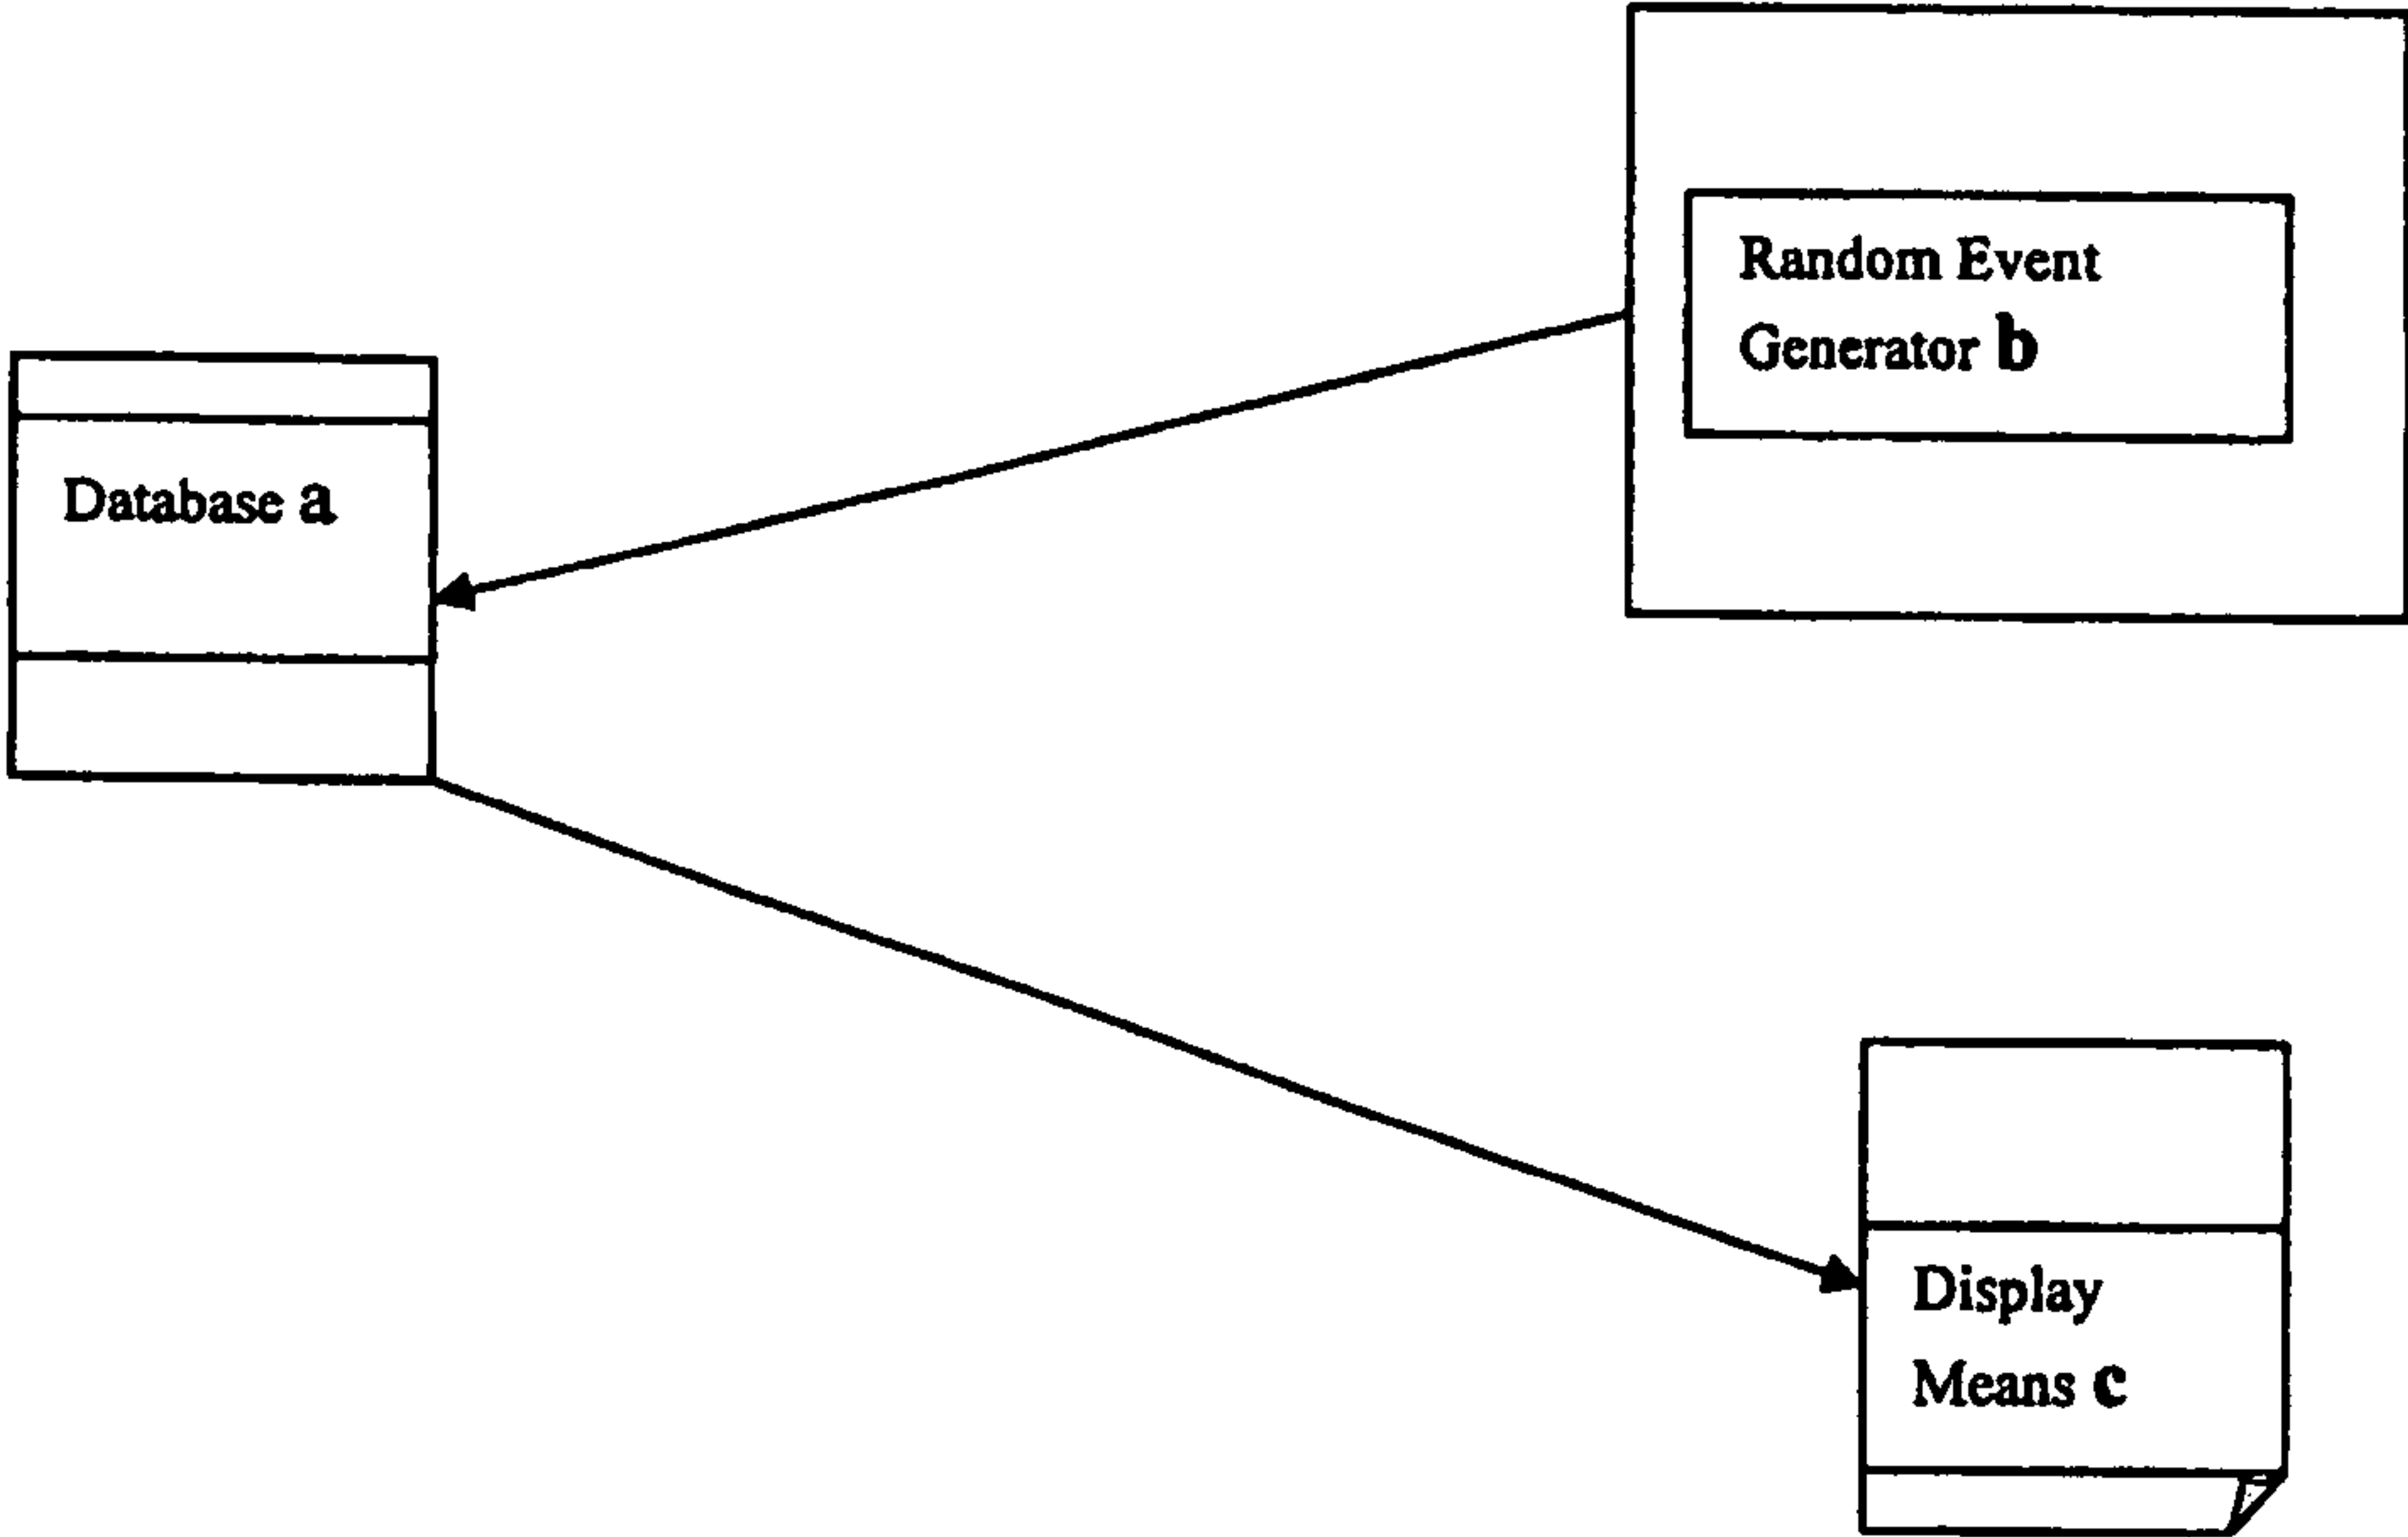 Random Event
Generator b
Database a
Display
Means c